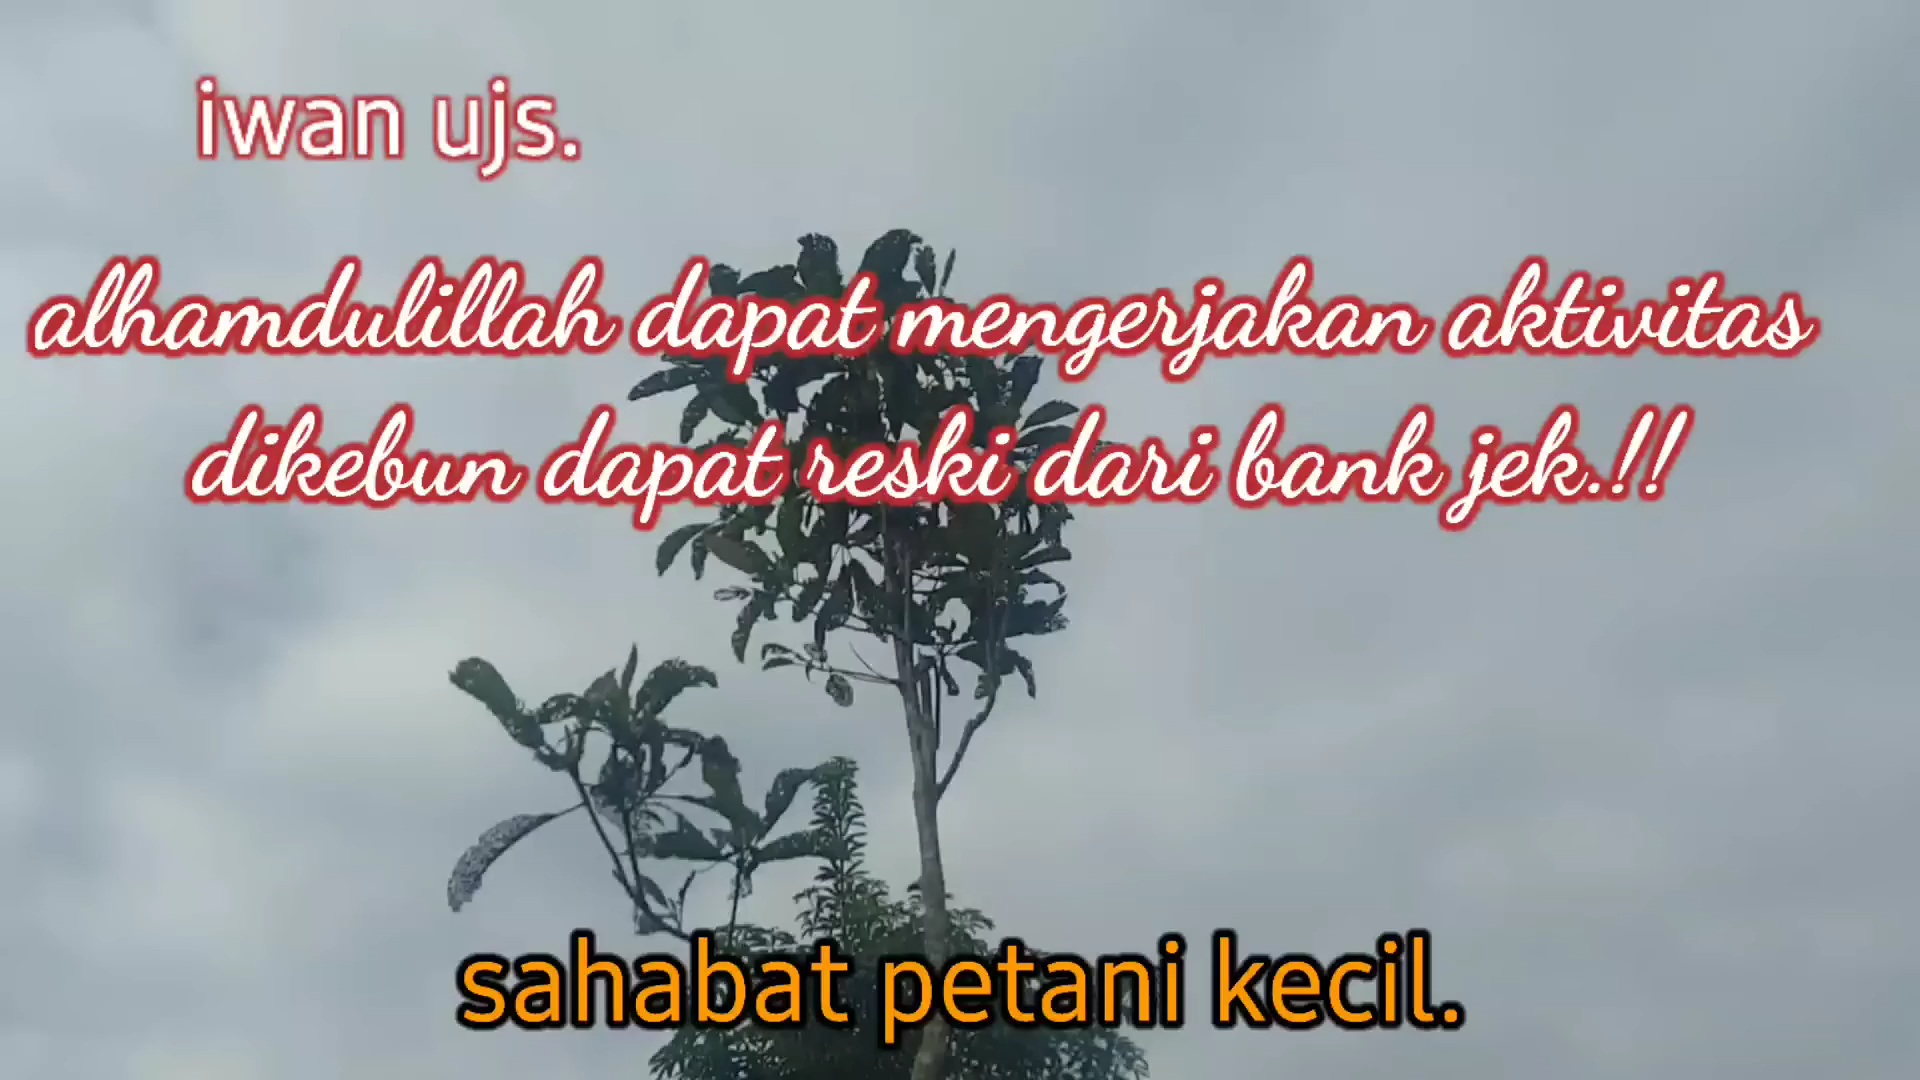 iwan ujs.
alhamdulillah dapat mengerjakan aktivitas
dikebun dapat reski dari bank jek.!!
sahabat petani kecil.